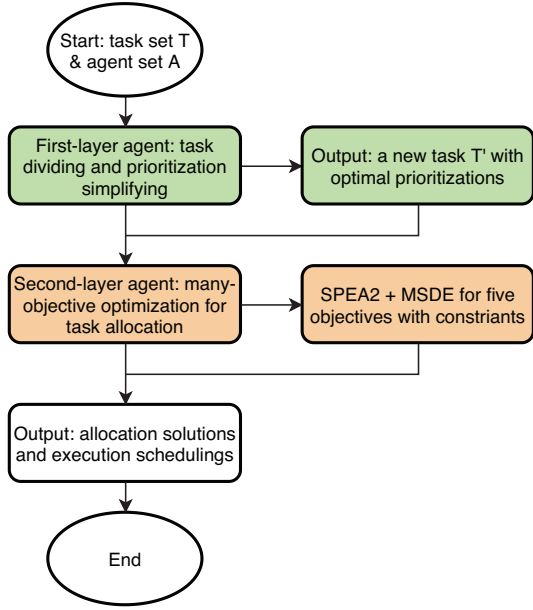 Start: task set T
& agent set A
First-layer agent: task
dividing and prioritization
simplifying
Output: a new task T' with
optimal prioritizations
Second-layer agent: many-
objective optimization for
task allocation
SPEA2 + MSDE for five
objectives with constriants
Output: allocation solutions
and execution schedulings
End